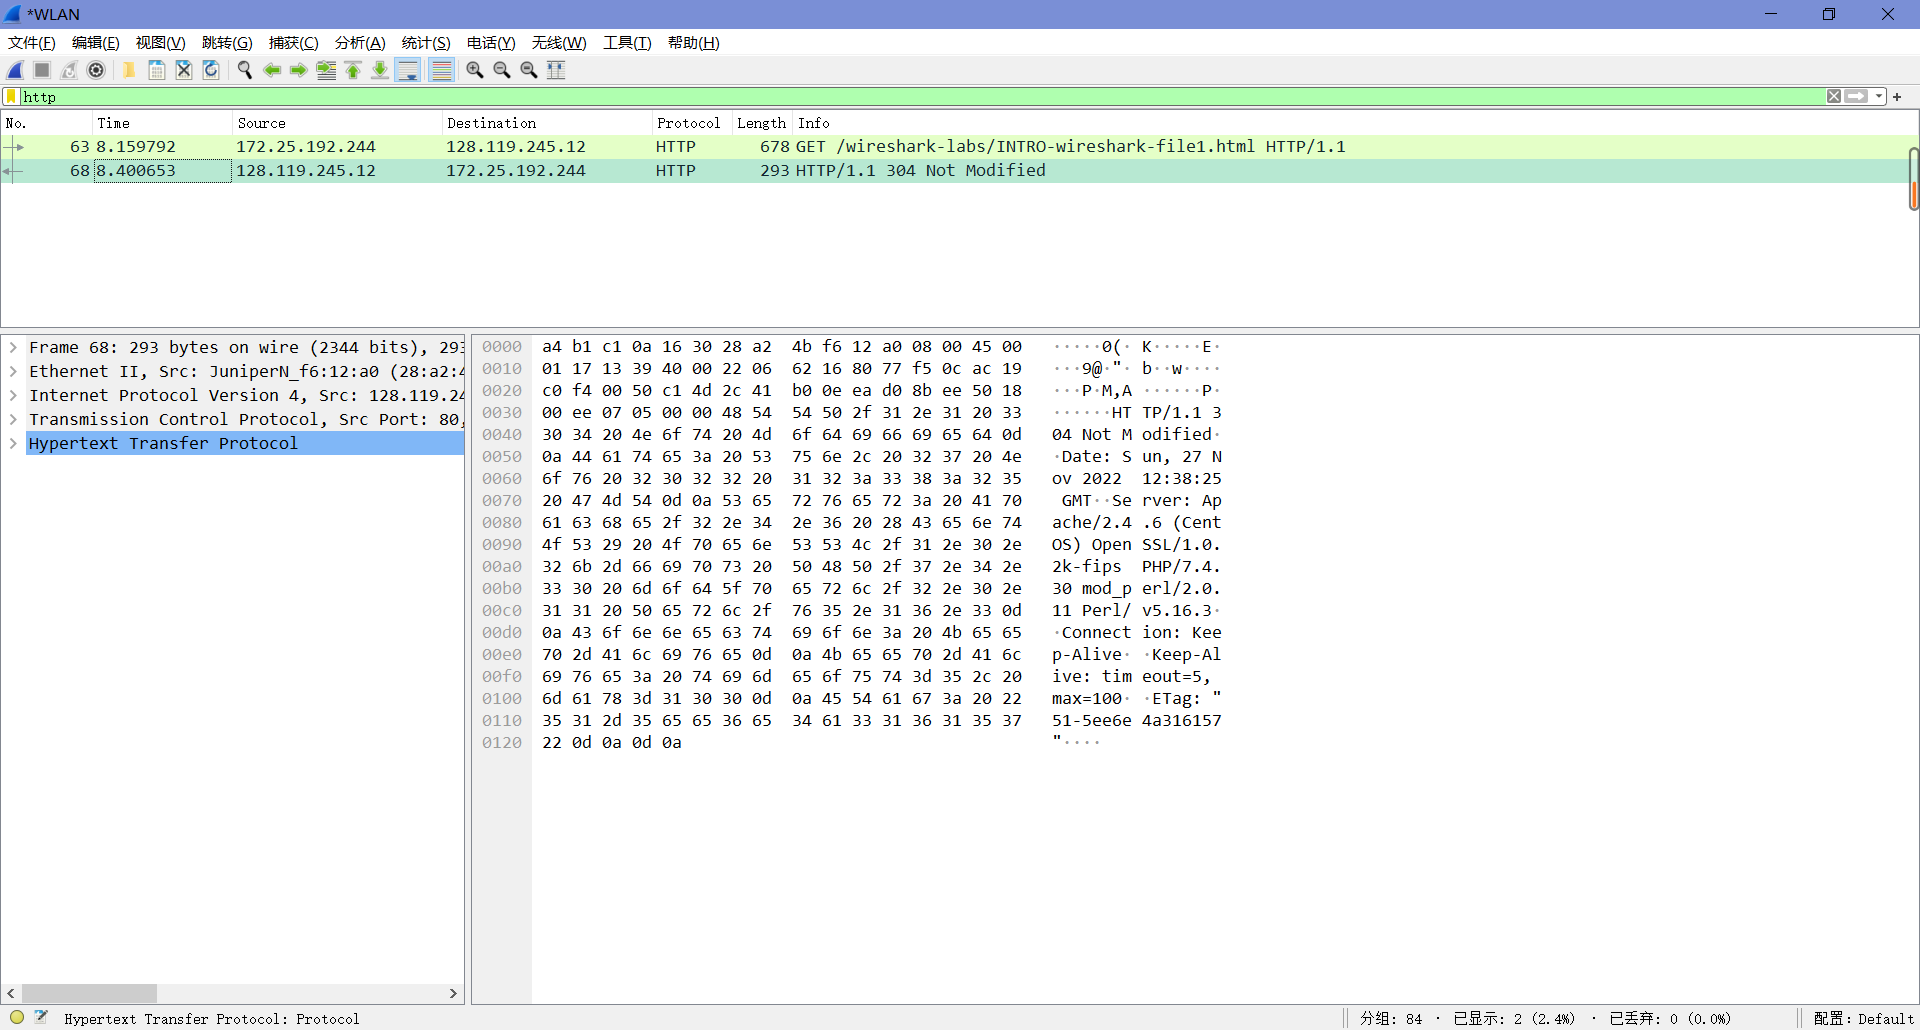 *WLAN
文件(F) 编辑(E) 视图(V) 跳转(G) 捕获(C) 分析(A) 统计(S) 电话(Y) 无线(W) 工具(T) 帮助(H)
http
No. Time Source Destination Protocol Length Info
63 8.159792 172.25.192.244 128.119.245.12 HTTP 678 GET /wireshark-labs/INTRO-wireshark-file1.html HTTP/1.1
68 8.400653 128.119.245.12 172.25.192.244 HTTP 293 HTTP/1.1 304 Not Modified
Frame 68: 293 bytes on wire (2344 bits), 293
Ethernet II, Src: JuniperN_f6:12:a0 (28:a2:4
Internet Protocol Version 4, Src: 128.119.24
Transmission Control Protocol, Src Port: 80,
Hypertext Transfer Protocol
0000 a4 b1 c1 0a 16 30 28 a2 4b f6 12 a0 08 00 45 00 ·····0(· K·····E·
0010 01 17 13 39 40 00 22 06 62 16 80 77 f5 0c ac 19 ···9@·"· b··w····
0020 c0 f4 00 50 c1 4d 2c 41 b0 0e ea d0 8b ee 50 18 ···P·M,A ······P·
0030 00 ee 07 05 00 00 48 54 54 50 2f 31 2e 31 20 33 ······HT TP/1.1 3
0040 30 34 20 4e 6f 74 20 4d 6f 64 69 66 69 65 64 0d 04 Not M odified·
0050 0a 44 61 74 65 3a 20 53 75 6e 2c 20 32 37 20 4e ·Date: S un, 27 N
0060 6f 76 20 32 30 32 32 20 31 32 3a 33 38 3a 32 35 ov 2022 12:38:25
0070 20 47 4d 54 0d 0a 53 65 72 76 65 72 3a 20 41 70 GMT··Se rver: Ap
0080 61 63 68 65 2f 32 2e 34 2e 36 20 28 43 65 6e 74 ache/2.4 .6 (Cent
0090 4f 53 29 20 4f 70 65 6e 53 53 4c 2f 31 2e 30 2e OS) Open SSL/1.0.
00a0 32 6b 2d 66 69 70 73 20 50 48 50 2f 37 2e 34 2e 2k-fips PHP/7.4.
00b0 33 30 20 6d 6f 64 5f 70 65 72 6c 2f 32 2e 30 2e 30 mod_p erl/2.0.
00c0 31 31 20 50 65 72 6c 2f 76 35 2e 31 36 2e 33 0d 11 Perl/ v5.16.3·
00d0 0a 43 6f 6e 6e 65 63 74 69 6f 6e 3a 20 4b 65 65 ·Connect ion: Kee
00e0 70 2d 41 6c 69 76 65 0d 0a 4b 65 65 70 2d 41 6c p-Alive· ·Keep-Al
00f0 69 76 65 3a 20 74 69 6d 65 6f 75 74 3d 35 2c 20 ive: tim eout=5,
0100 6d 61 78 3d 31 30 30 0d 0a 45 54 61 67 3a 20 22 max=100· ·ETag: "
0110 35 31 2d 35 65 65 36 65 34 61 33 31 36 31 35 37 51-5ee6e 4a316157
0120 22 0d 0a 0d 0a "····
Hypertext Transfer Protocol: Protocol 分组: 84 · 已显示: 2 (2.4%) · 已丢弃: 0 (0.0%) 配置: Default